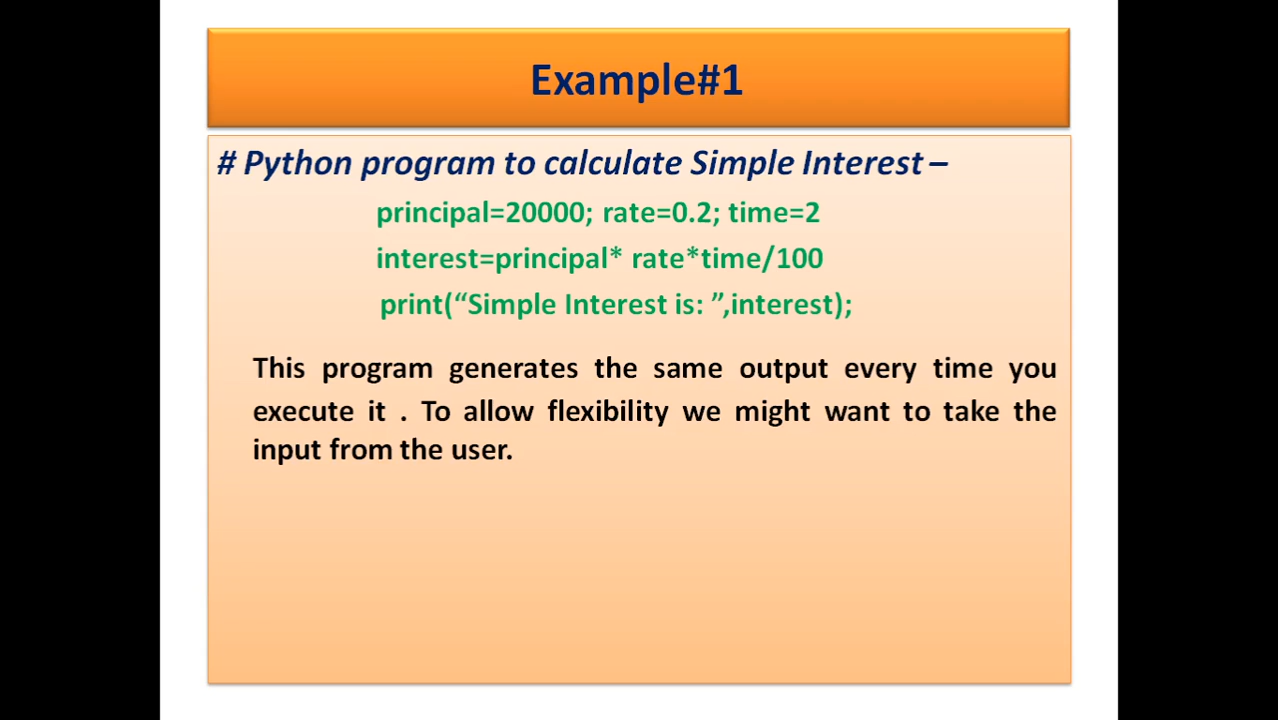 Example#1
# Python program to calculate Simple Interest –
principal=20000; rate=0.2; time=2
interest=principal* rate*time/100
print(“Simple Interest is: ”,interest);
This program generates the same output every time you
execute it . To allow flexibility we might want to take the
input from the user.